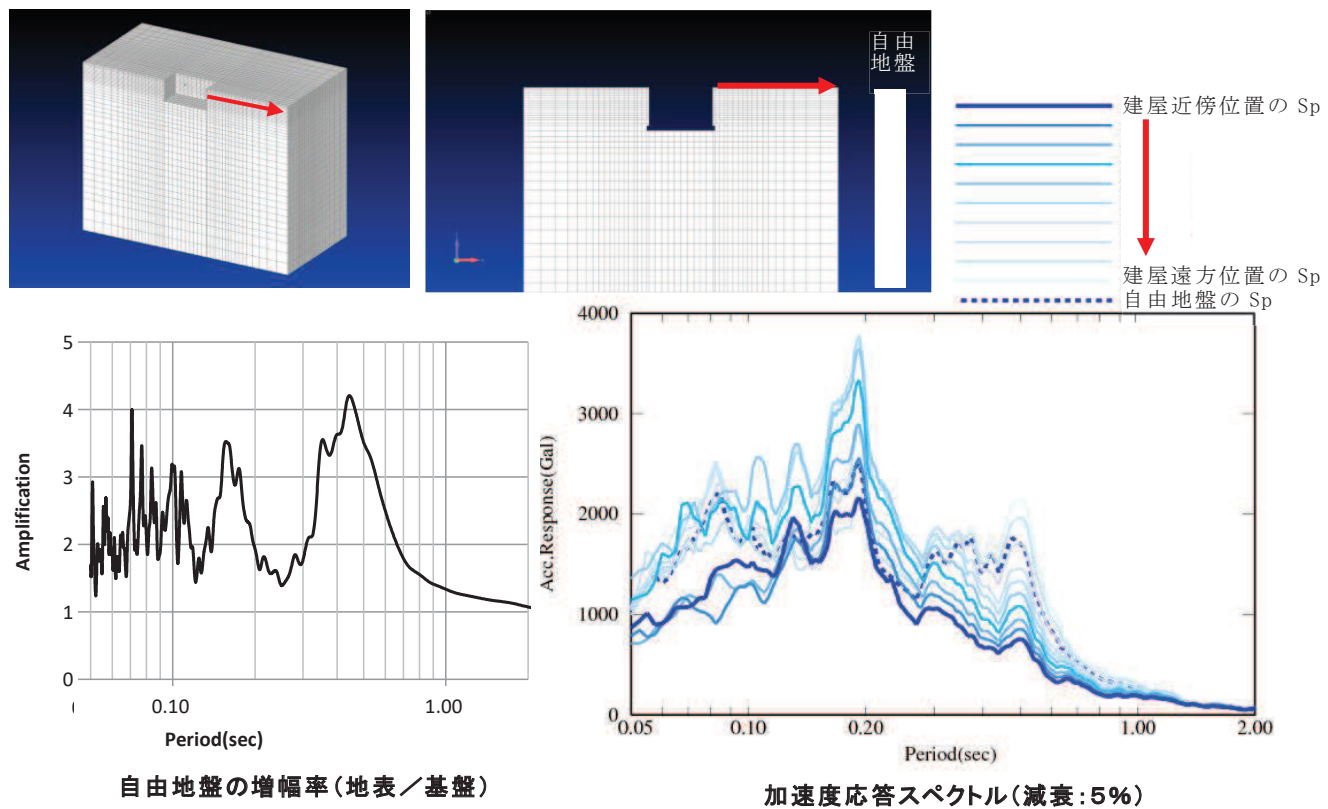 自由
地盤
建屋近傍位置の Sp
建屋遠方位置の Sp
自由地盤の Sp
5
4
3
2
1
0
Amplification
0.10
1.00
Period(sec)
自由地盤の増幅率(地表/基盤)
4000
3000
2000
1000
0
Acc.Response(Gal)
0.05
0.10
0.20
1.00
2.00
Period(sec)
加速度応答スペクトル(減衰:5%)